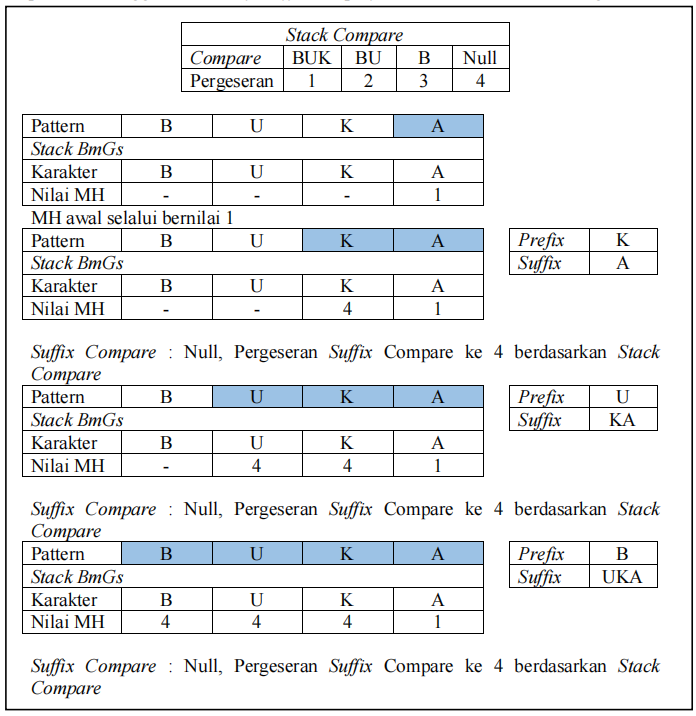 Stack Compare
Compare BUK BU B Null
Pergeseran 1 2 3 4
Pattern B U K A
Stack BmGs
Karakter B U K A
Nilai MH - - - 1
MH awal selalui bernilai 1
Pattern B U K A
Prefix K
Stack BmGs
Suffix A
Karakter B U K A
Nilai MH - - 4 1
Suffix Compare : Null, Pergeseran Suffix Compare ke 4 berdasarkan Stack
Compare
Pattern B U K A
Prefix U
Stack BmGs
Suffix KA
Karakter B U K A
Nilai MH - 4 4 1
Suffix Compare : Null, Pergeseran Suffix Compare ke 4 berdasarkan Stack
Compare
Pattern B U K A
Prefix B
Stack BmGs
Suffix UKA
Karakter B U K A
Nilai MH 4 4 4 1
Suffix Compare : Null, Pergeseran Suffix Compare ke 4 berdasarkan Stack
Compare